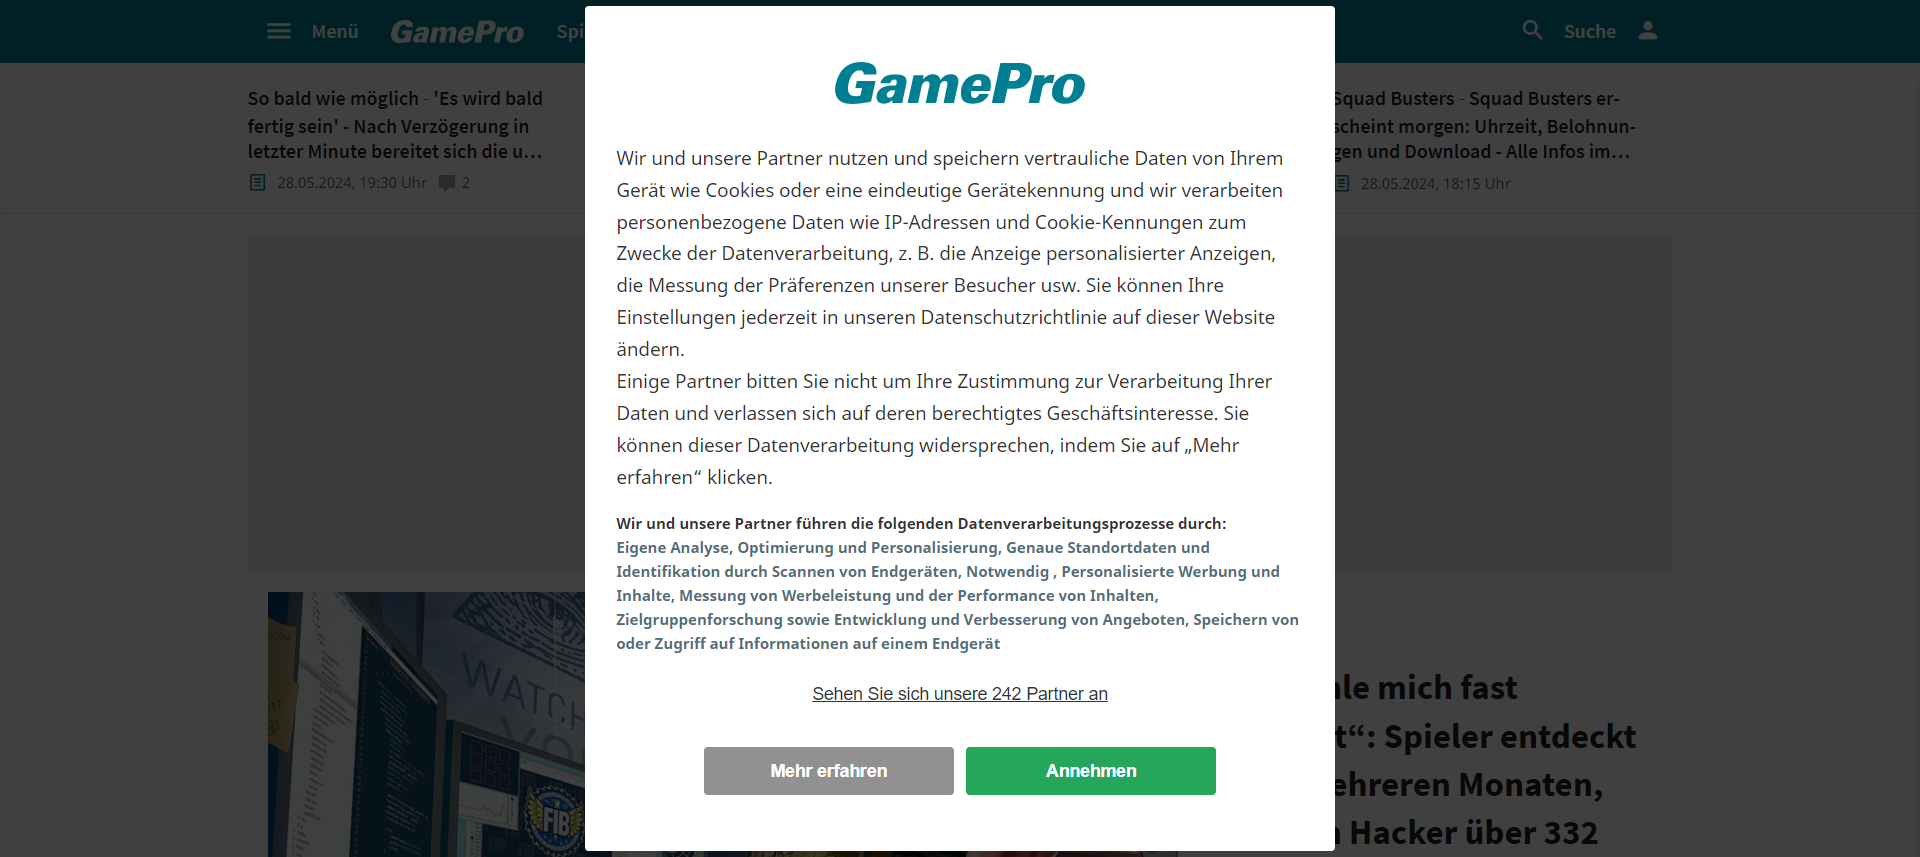 Menü GamePro Spi
Suche
So bald wie möglich - 'Es wird bald
fertig sein' - Nach Verzögerung in
letzter Minute bereitet sich die u...
28.05.2024, 19:30 Uhr 2
Squad Busters - Squad Busters er-
scheint morgen: Uhrzeit, Belohnun-
gen und Download - Alle Infos im...
28.05.2024, 18:15 Uhr
GamePro
Wir und unsere Partner nutzen und speichern vertrauliche Daten von Ihrem
Gerät wie Cookies oder eine eindeutige Gerätekennung und wir verarbeiten
personenbezogene Daten wie IP-Adressen und Cookie-Kennungen zum
Zwecke der Datenverarbeitung, z. B. die Anzeige personalisierter Anzeigen,
die Messung der Präferenzen unserer Besucher usw. Sie können Ihre
Einstellungen jederzeit in unseren Datenschutzrichtlinie auf dieser Website
ändern.
Einige Partner bitten Sie nicht um Ihre Zustimmung zur Verarbeitung Ihrer
Daten und verlassen sich auf deren berechtigtes Geschäftsinteresse. Sie
können dieser Datenverarbeitung widersprechen, indem Sie auf „Mehr
erfahren“ klicken.
Wir und unsere Partner führen die folgenden Datenverarbeitungsprozesse durch:
Eigene Analyse, Optimierung und Personalisierung, Genaue Standortdaten und
Identifikation durch Scannen von Endgeräten, Notwendig , Personalisierte Werbung und
Inhalte, Messung von Werbeleistung und der Performance von Inhalten,
Zielgruppenforschung sowie Entwicklung und Verbesserung von Angeboten, Speichern von
oder Zugriff auf Informationen auf einem Endgerät
Sehen Sie sich unsere 242 Partner an
Mehr erfahren
Annehmen
WATCH
YO
FIB
le mich fast
t“: Spieler entdeckt
ehreren Monaten,
Hacker über 332